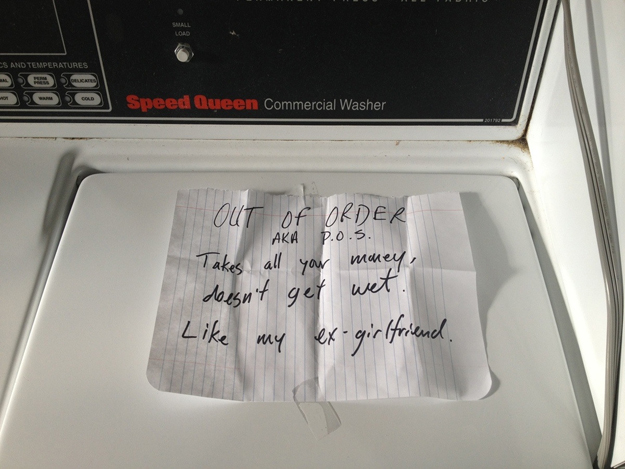 SMALL
LOAD
CS AND TEMPERATURES
PERM PRESS
DELICATES
WARM
COLD
Speed Queen Commercial Washer
201792
OUT OF ORDER
AKA P.O.S.
Takes all your money,
doesn't get wet.
Like my ex-girlfriend.